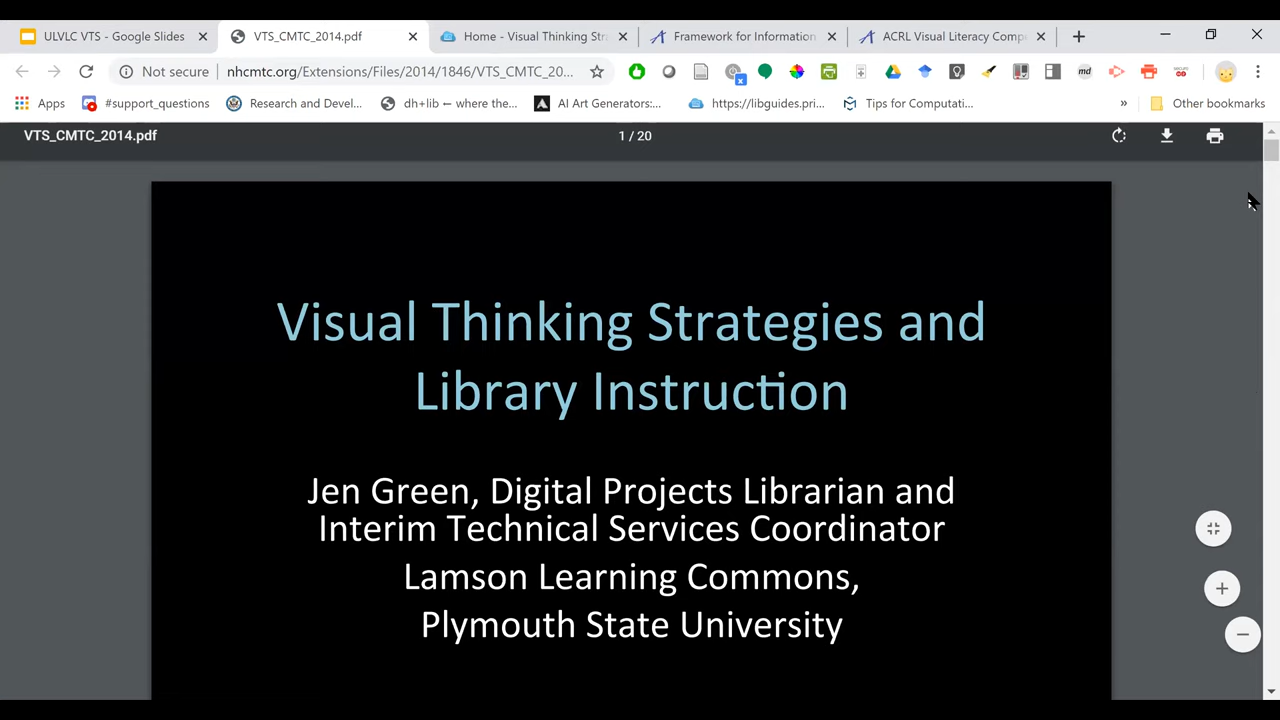 ULVLC VTS - Google Slides
VTS_CMTC_2014.pdf
Home - Visual Thinking Str
Framework for Information
ACRL Visual Literacy Comp
Not secure
nhcmtc.org/Extensions/Files/2014/1846/VTS_CMTC_20...
Apps
#support_questions
Research and Devel...
dh+lib ← where the...
AI Art Generators:...
https://libguides.pri...
Tips for Computati...
»
Other bookmarks
VTS_CMTC_2014.pdf
1 / 20
Visual Thinking Strategies and
Library Instruction
Jen Green, Digital Projects Librarian and
Interim Technical Services Coordinator
Lamson Learning Commons,
Plymouth State University